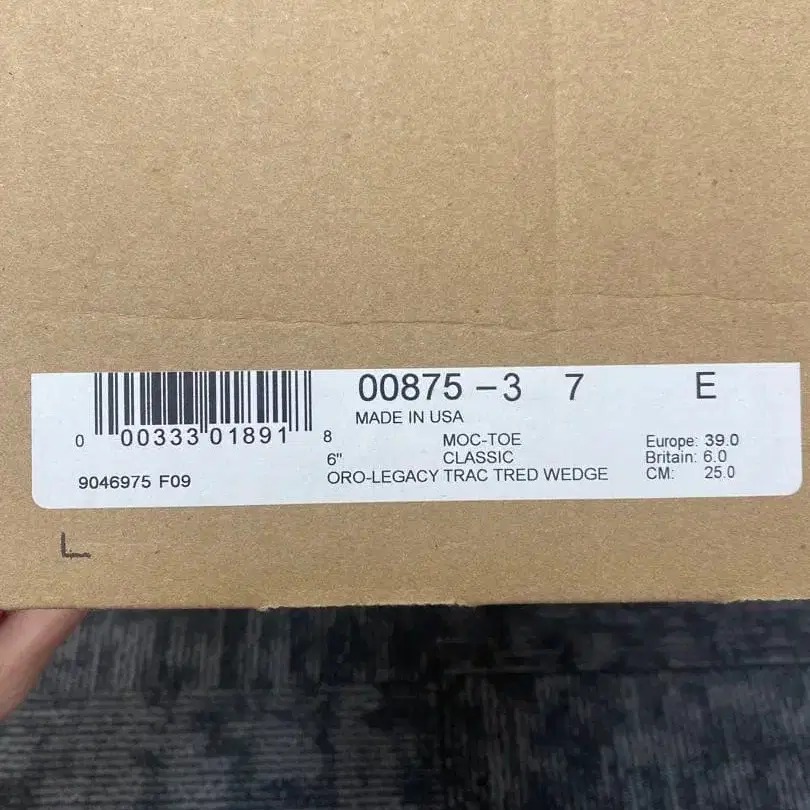 00875-3 7 E
MADE IN USA
0 00333 01891 8
9046975 F09
MOC-TOE
6" CLASSIC
ORO-LEGACY TRAC TRED WEDGE
Europe: 39.0
Britain: 6.0
CM: 25.0
L